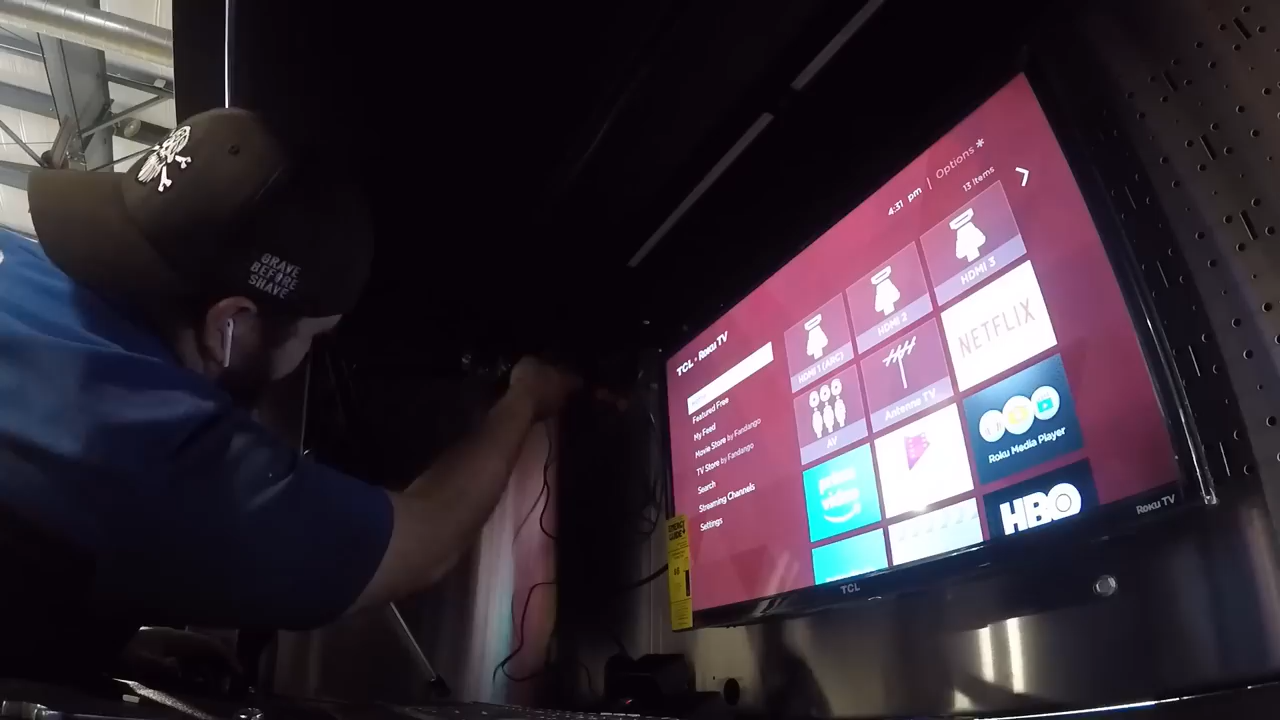 BRAVE
BEFORE
SHAVE
TCL • Roku TV
4:31 pm | Options *
13 items
Featured Free
My Feed
Movie Store by Fandango
TV Store by Fandango
Search
Streaming Channels
Settings
HDMI 1 (ARC)
HDMI 2
HDMI 3
AV
Antenna TV
NETFLIX
prime video
Roku Media Player
HBO
TCL
Roku TV